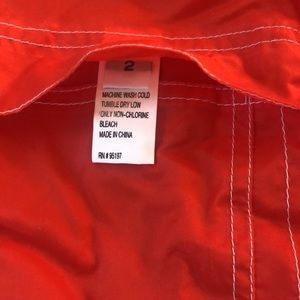 2
MACHINE WASH COLD
TUMBLE DRY LOW
ONLY NON-CHLORINE
BLEACH
MADE IN CHINA
RN # 95197